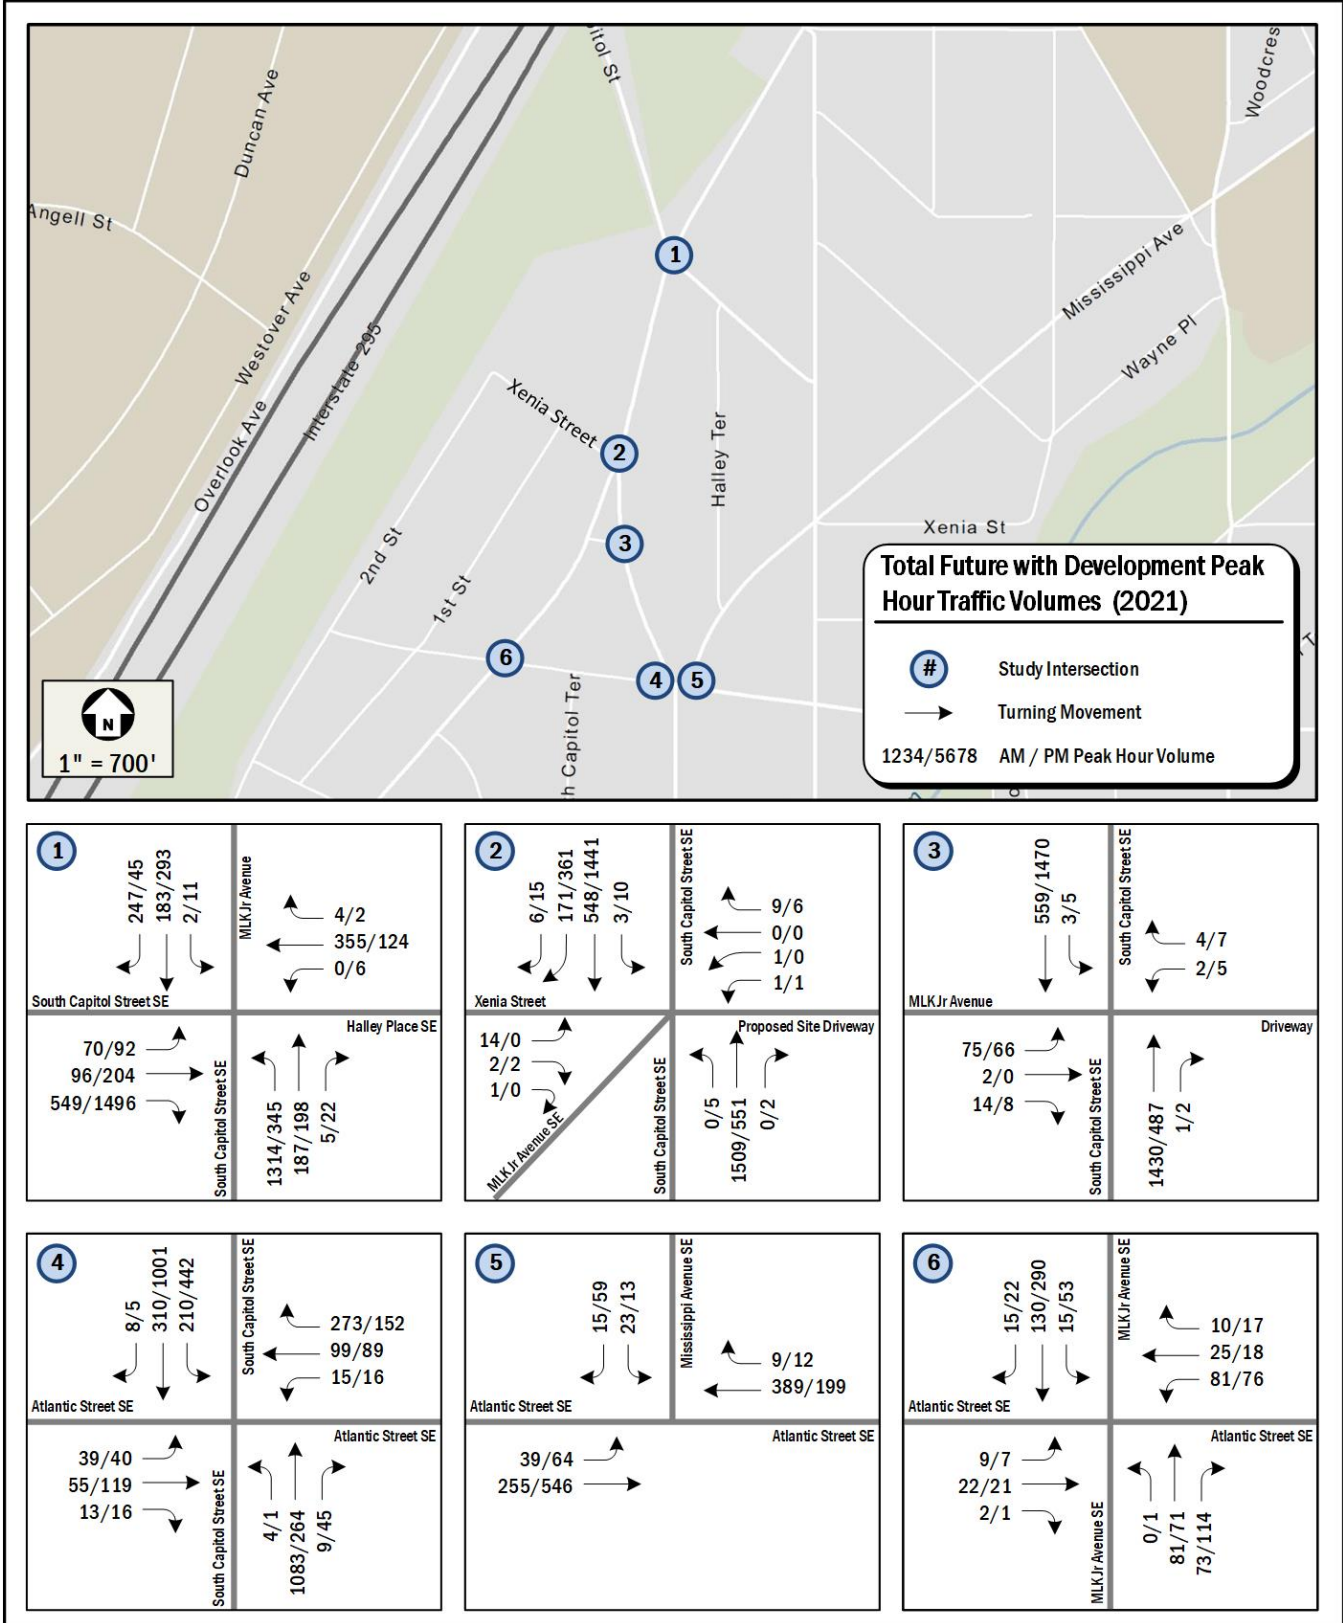 Duncan Ave
itol St
Woodcres
Angell St
1
Mississippi Ave
Westover Ave
Interstate 295
Wayne Pl
Xenia Street
Overlook Ave
2
Halley Ter
Xenia St
2nd St
3
1st St
6
4
5
h Capitol Ter
N
1" = 700'
Total Future with Development Peak
Hour Traffic Volumes (2021)
#
Study Intersection
Turning Movement
1234/5678 AM / PM Peak Hour Volume
1
247/45
183/293
2/11
MLK Jr Avenue
4/2
355/124
0/6
South Capitol Street SE
Halley Place SE
70/92
96/204
549/1496
South Capitol Street SE
1314/345
187/198
5/22
2
6/15
171/361
548/1441
3/10
South Capitol Street SE
9/6
0/0
1/0
1/1
Xenia Street
Proposed Site Driveway
14/0
2/2
1/0
MLK Jr Avenue SE
South Capitol Street SE
0/5
1509/551
0/2
3
559/1470
3/5
South Capitol Street SE
4/7
2/5
MLK Jr Avenue
Driveway
75/66
2/0
14/8
South Capitol Street SE
1430/487
1/2
4
8/5
310/1001
210/442
South Capitol Street SE
273/152
99/89
15/16
Atlantic Street SE
Atlantic Street SE
39/40
55/119
13/16
South Capitol Street SE
4/1
1083/264
9/45
5
15/59
23/13
Mississippi Avenue SE
9/12
389/199
Atlantic Street SE
Atlantic Street SE
39/64
255/546
6
15/22
130/290
15/53
MLK Jr Avenue SE
10/17
25/18
81/76
Atlantic Street SE
Atlantic Street SE
9/7
22/21
2/1
MLK Jr Avenue SE
0/1
81/71
73/114